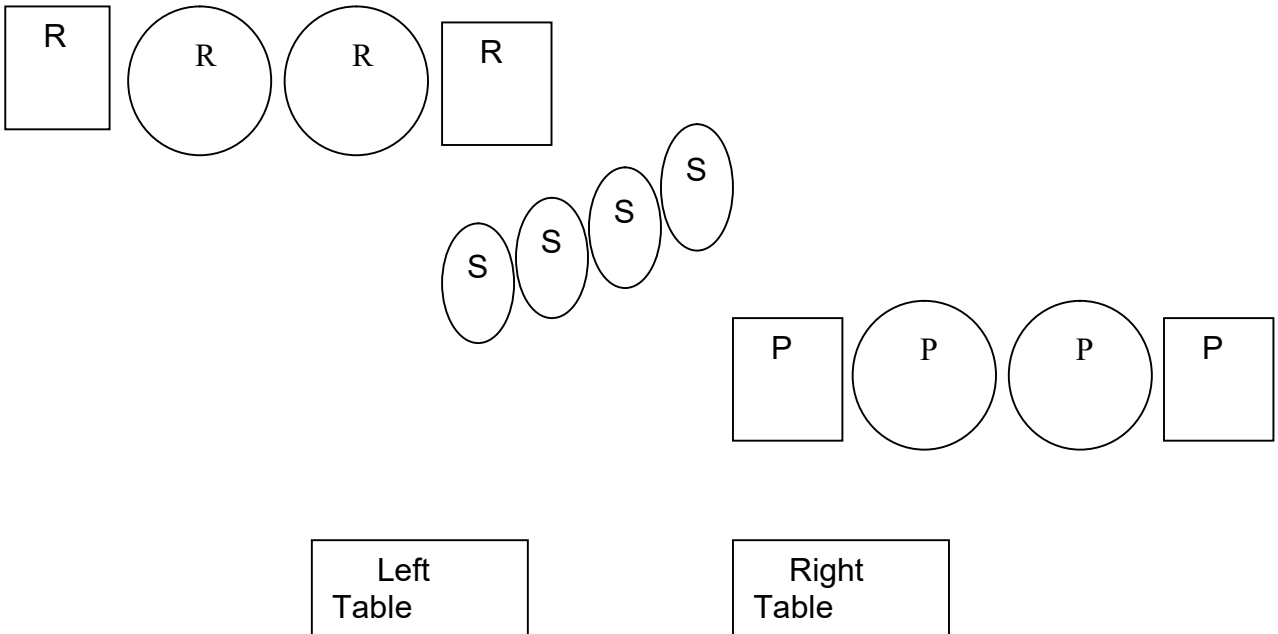 R R R R
S
S
S
S
P P P P
Left Right
Table Table